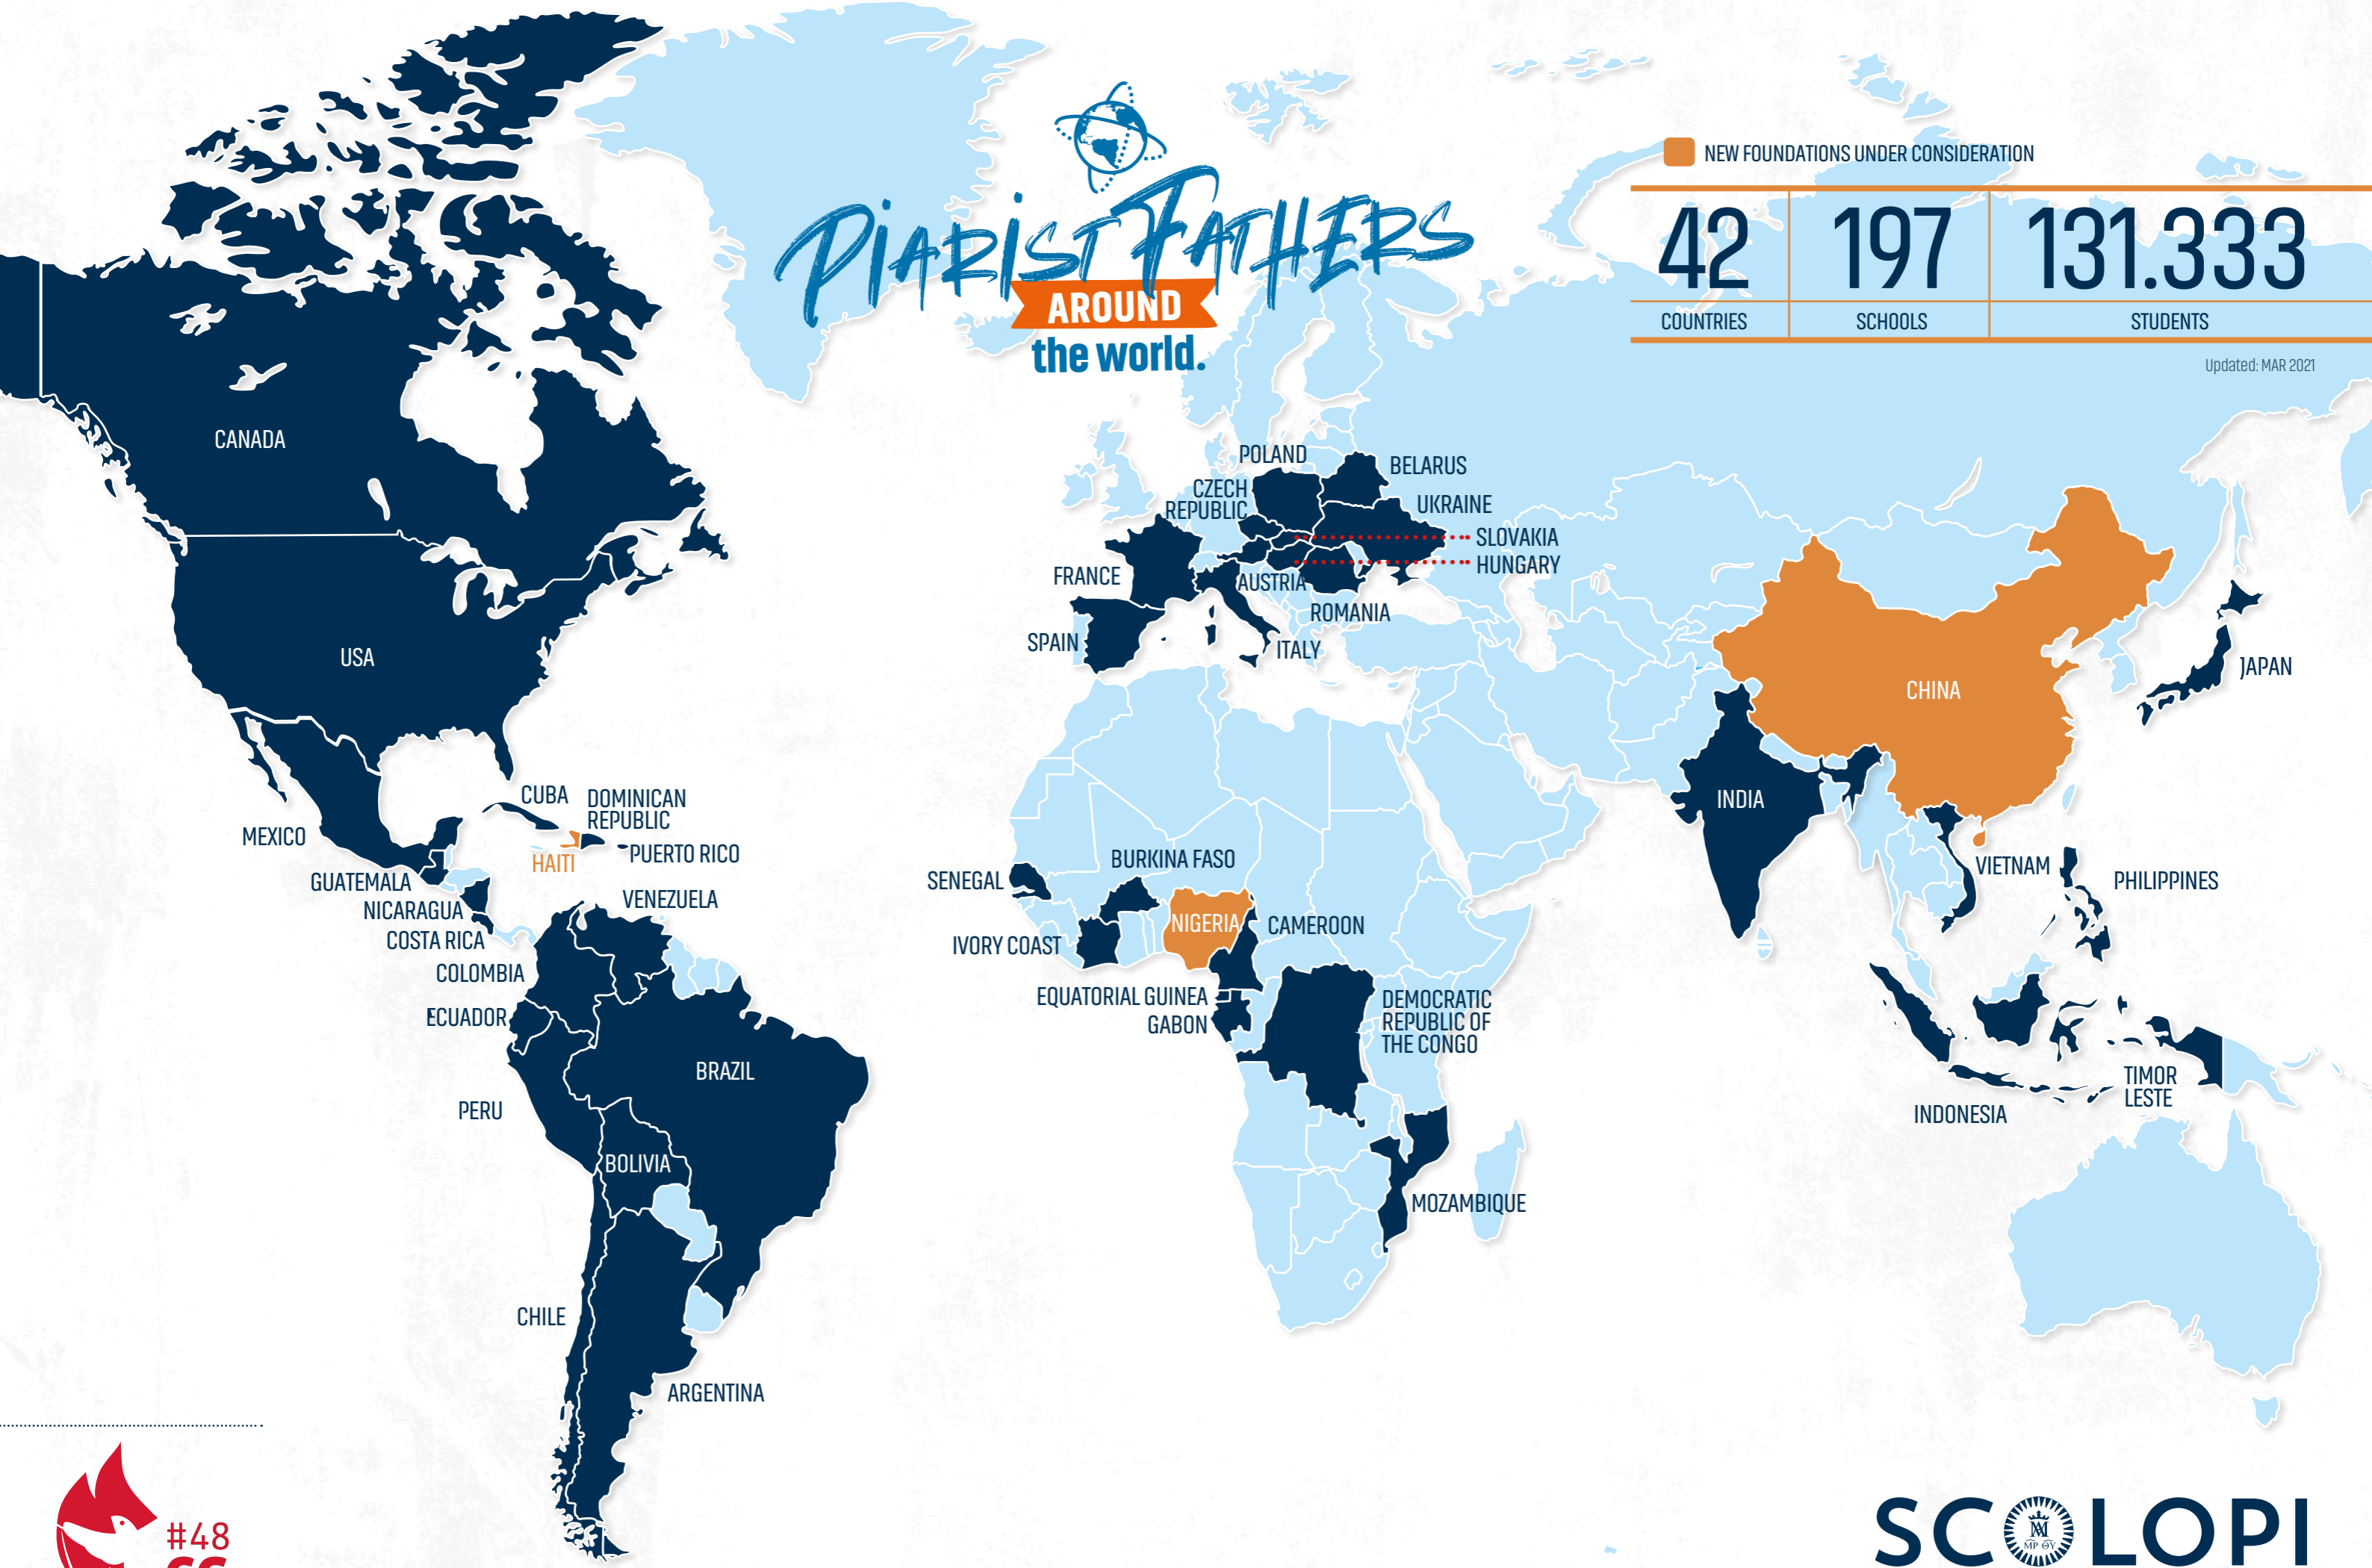 PIARIST FATHERS
AROUND
the world.
NEW FOUNDATIONS UNDER CONSIDERATION
42
197
131.333
COUNTRIES
SCHOOLS
STUDENTS
Updated: MAR 2021
CANADA
USA
MEXICO
CUBA
DOMINICAN
REPUBLIC
HAITI
PUERTO RICO
GUATEMALA
NICARAGUA
COSTA RICA
VENEZUELA
COLOMBIA
ECUADOR
BRAZIL
PERU
BOLIVIA
CHILE
ARGENTINA
POLAND
BELARUS
CZECH
REPUBLIC
UKRAINE
SLOVAKIA
HUNGARY
FRANCE
AUSTRIA
ROMANIA
SPAIN
ITALY
SENEGAL
BURKINA FASO
IVORY COAST
NIGERIA
CAMEROON
EQUATORIAL GUINEA
GABON
DEMOCRATIC
REPUBLIC OF
THE CONGO
MOZAMBIQUE
CHINA
JAPAN
INDIA
VIETNAM
PHILIPPINES
TIMOR
LESTE
INDONESIA
#48
SCOLOPI